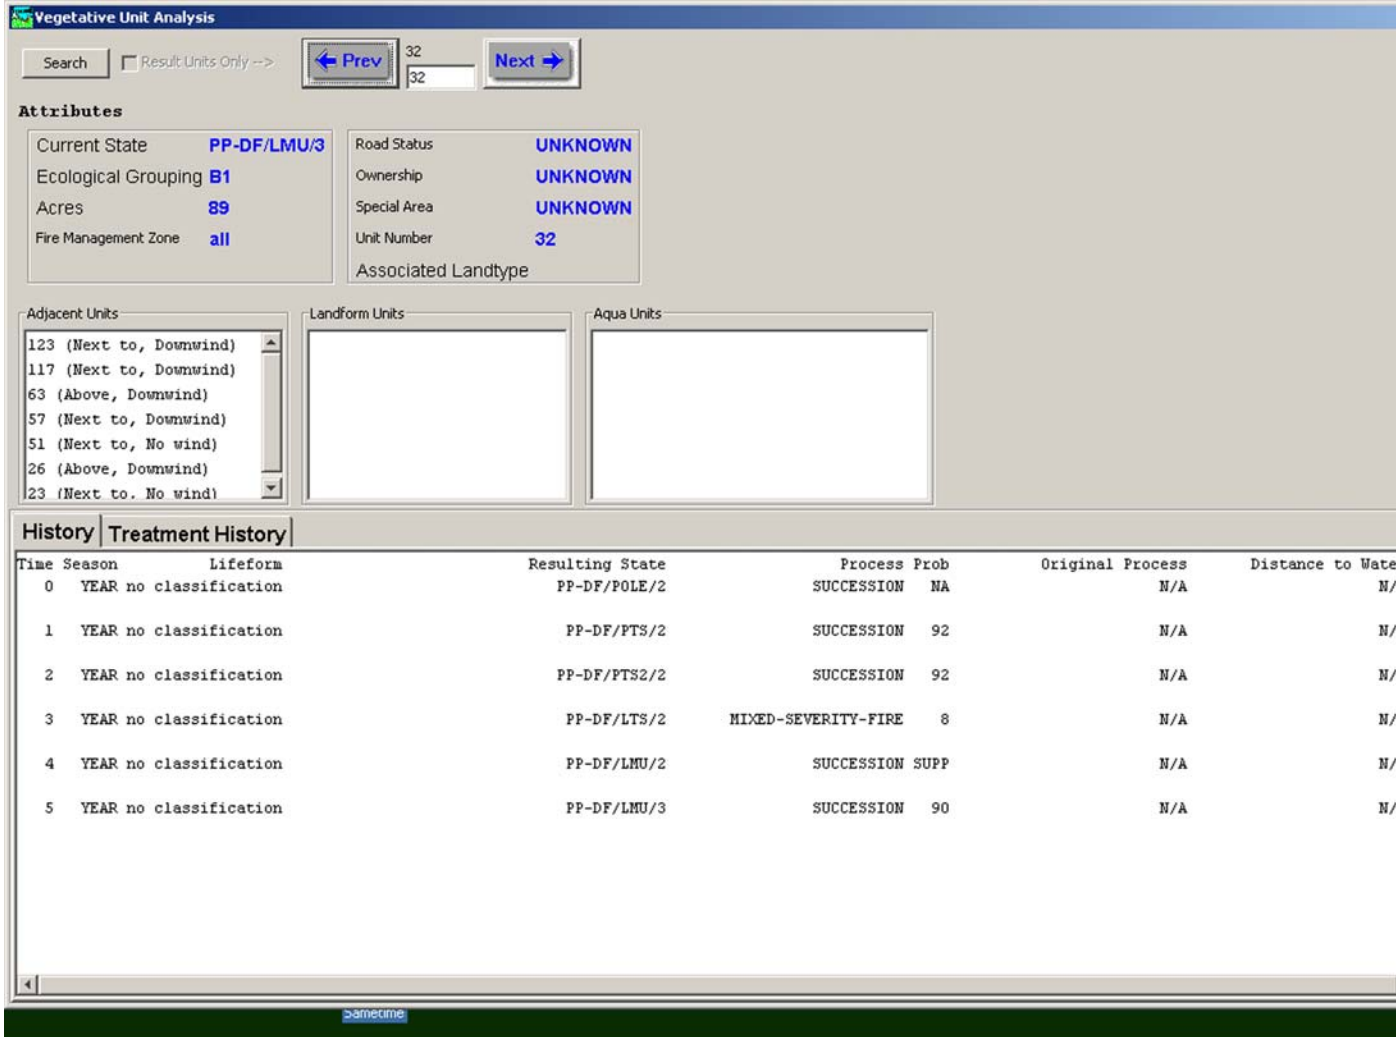 Vegetative Unit Analysis
Search Result Units Only --> Prev 32 Next
32
Attributes
Current State PP-DF/LMU/3 Road Status UNKNOWN
Ecological Grouping B1 Ownership UNKNOWN
Acres 89 Special Area UNKNOWN
Fire Management Zone all Unit Number 32
Associated Landtype
Adjacent Units Landform Units Aqua Units
123 (Next to, Downwind)
117 (Next to, Downwind)
63 (Above, Downwind)
57 (Next to, Downwind)
51 (Next to, No wind)
26 (Above, Downwind)
23 (Next to, No wind)
History Treatment History
Time Season Lifeform Resulting State Process Prob Original Process Distance to Wate
0 YEAR no classification PP-DF/POLE/2 SUCCESSION NA N/A N/
1 YEAR no classification PP-DF/PTS/2 SUCCESSION 92 N/A N/
2 YEAR no classification PP-DF/PTS2/2 SUCCESSION 92 N/A N/
3 YEAR no classification PP-DF/LTS/2 MIXED-SEVERITY-FIRE 8 N/A N/
4 YEAR no classification PP-DF/LMU/2 SUCCESSION SUPP N/A N/
5 YEAR no classification PP-DF/LMU/3 SUCCESSION 90 N/A N/
Sametime